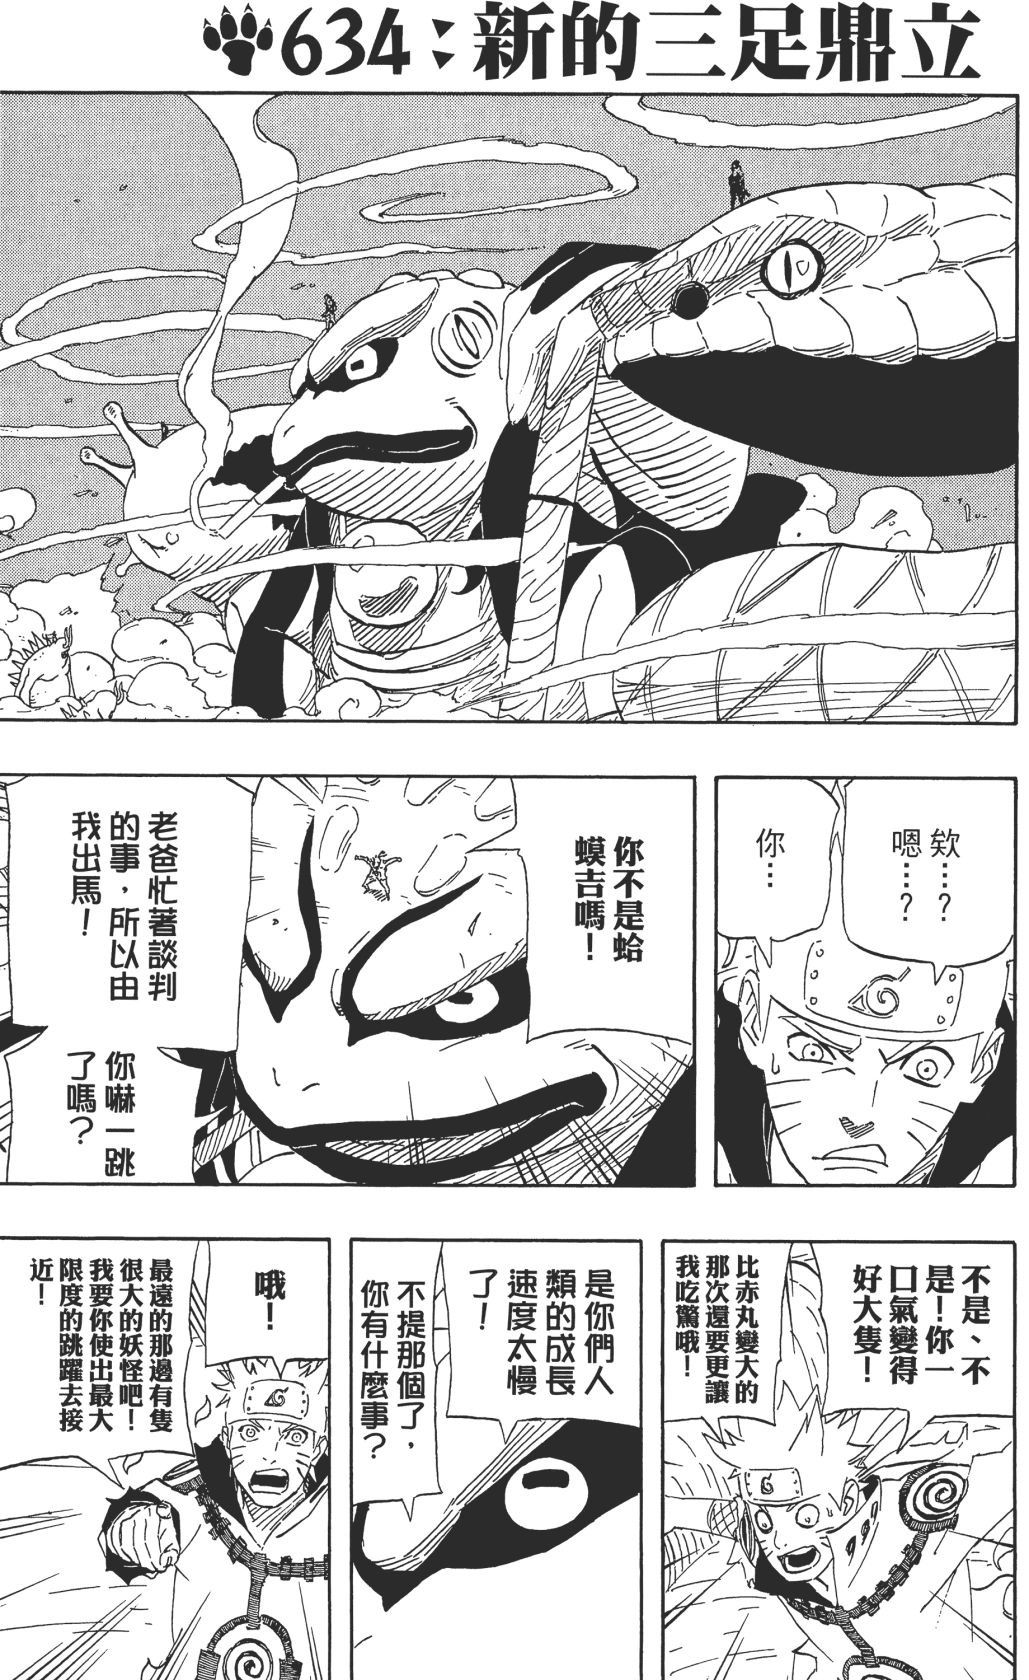 634:新的三足鼎立
欸…?
嗯…?
你…
你不是蛤
蟆吉嗎！
老爸忙著談判
的事，所以由
我出馬！
你嚇一跳
了嗎？
不是、不
是！你一
口氣變得
好大隻！
比赤丸變大的
那次還要更讓
我吃驚哦！
是你們人
類的成長
速度太慢
了！
不提那個了，
你有什麼事？
哦！
最遠的那邊有隻
很大的妖怪吧！
我要你使出最大
限度的跳躍去接
近！